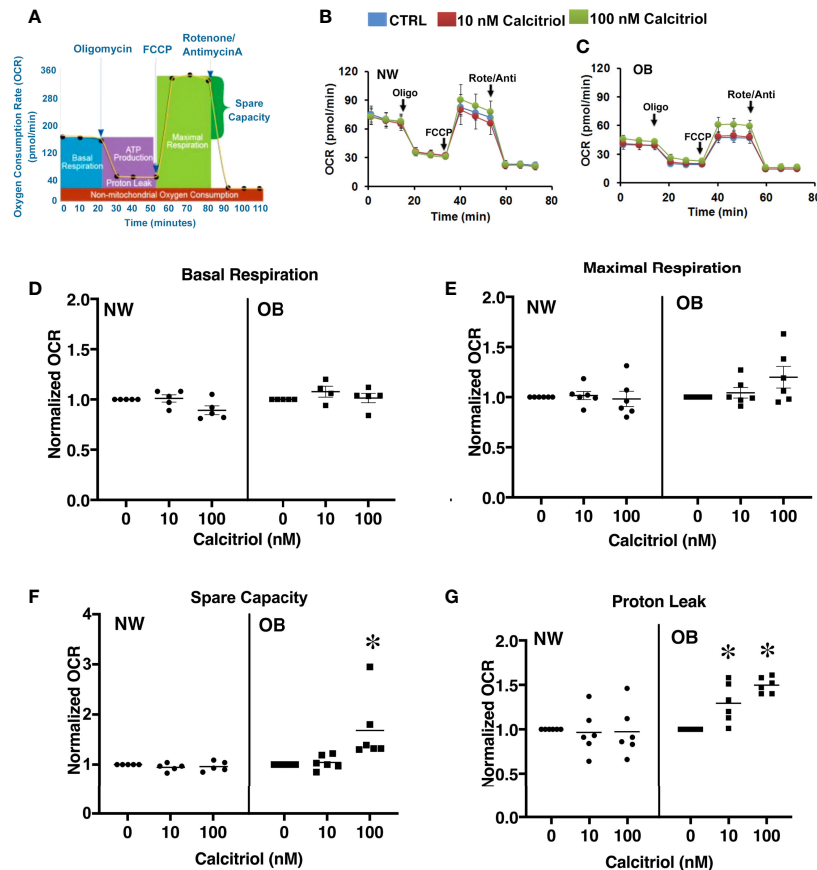 A
Oligomycin
FCCP
Rotenone/
AntimycinA
Oxygen Consumption Rate (OCR)
(pmol/min)
360
280
200
120
40
0
Basal
Respiration
ATP
Production
Proton Leak
Maximal
Respiration
Spare
Capacity
Non-mitochondrial Oxygen Consumption
0 10 20 30 40 50 60 70 80 90 100 110
Time (minutes)
CTRL 10 nM Calcitriol 100 nM Calcitriol
B
NW
Oligo
FCCP
Rote/Anti
OCR (pmol/min)
120
90
60
30
0
0 20 40 60 80
Time (min)
C
OB
Oligo
FCCP
Rote/Anti
OCR (pmol/min)
120
90
60
30
0
0 20 40 60 80
Time (min)
D
Basal Respiration
NW
OB
Normalized OCR
2.0
1.5
1.0
0.5
0.0
0 10 100 0 10 100
Calcitriol (nM)
E
Maximal Respiration
NW
OB
Normalized OCR
2.0
1.5
1.0
0.5
0.0
0 10 100 0 10 100
Calcitriol (nM)
F
Spare Capacity
NW
OB
*
Normalized OCR
4
3
2
1
0
0 10 100 0 10 100
Calcitriol (nM)
G
Proton Leak
NW
OB
* *
Normalized OCR
2.0
1.5
1.0
0.5
0.0
0 10 100 0 10 100
Calcitriol (nM)